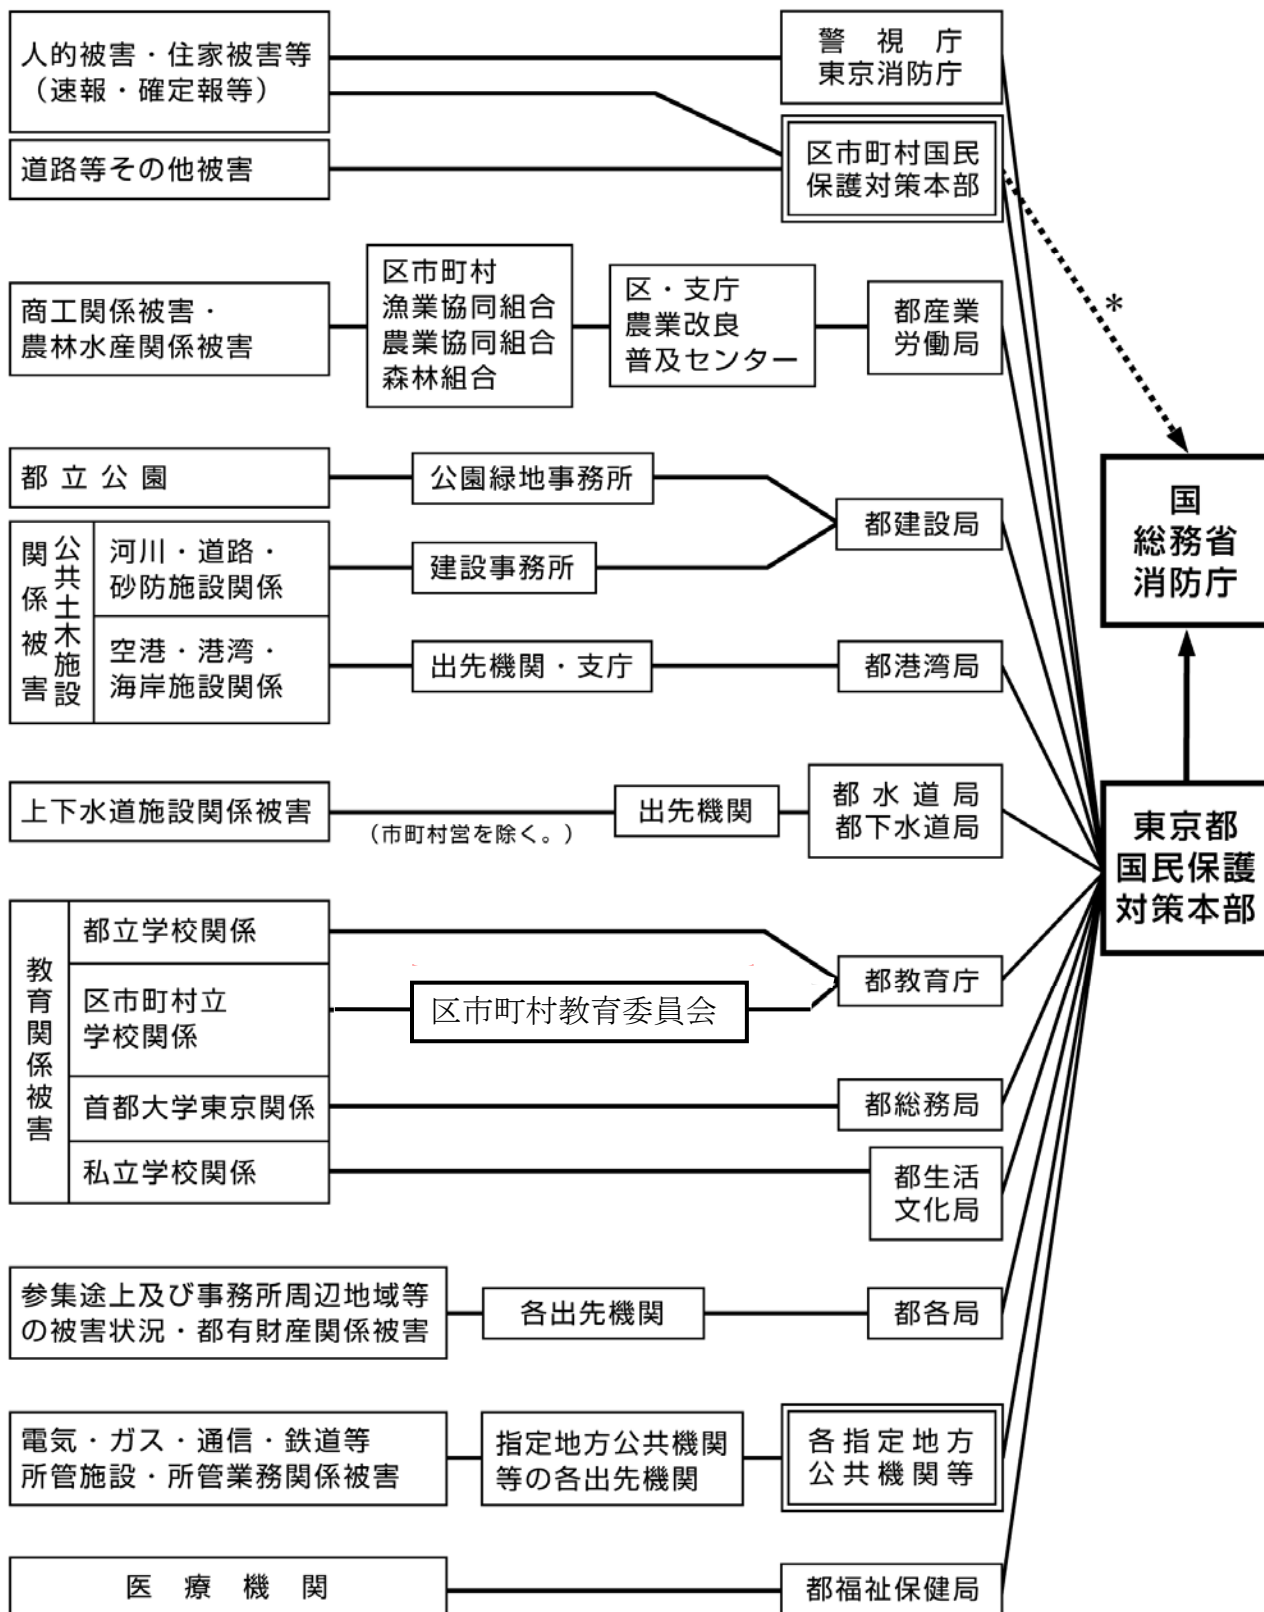 人的被害・住家被害等
（速報・確定報等）
警視庁
東京消防庁
道路等その他被害
区市町村国民
保護対策本部
＊
商工関係被害・
農林水産関係被害
区市町村
漁業協同組合
農業協同組合
森林組合
区・支庁
農業改良
普及センター
都産業
労働局
国
総務省
消防庁
都立公園
公園緑地事務所
都建設局
公共土木施設
関係被害
河川・道路・
砂防施設関係
建設事務所
空港・港湾・
海岸施設関係
出先機関・支庁
都港湾局
上下水道施設関係被害
（市町村営を除く。）
出先機関
都水道局
都下水道局
東京都
国民保護
対策本部
教育関係被害
都立学校関係
区市町村立
学校関係
区市町村教育委員会
都教育庁
首都大学東京関係
都総務局
私立学校関係
都生活
文化局
参集途上及び事務所周辺地域等
の被害状況・都有財産関係被害
各出先機関
都各局
電気・ガス・通信・鉄道等
所管施設・所管業務関係被害
指定地方公共機関
等の各出先機関
各指定地方
公共機関等
医療機関
都福祉保健局